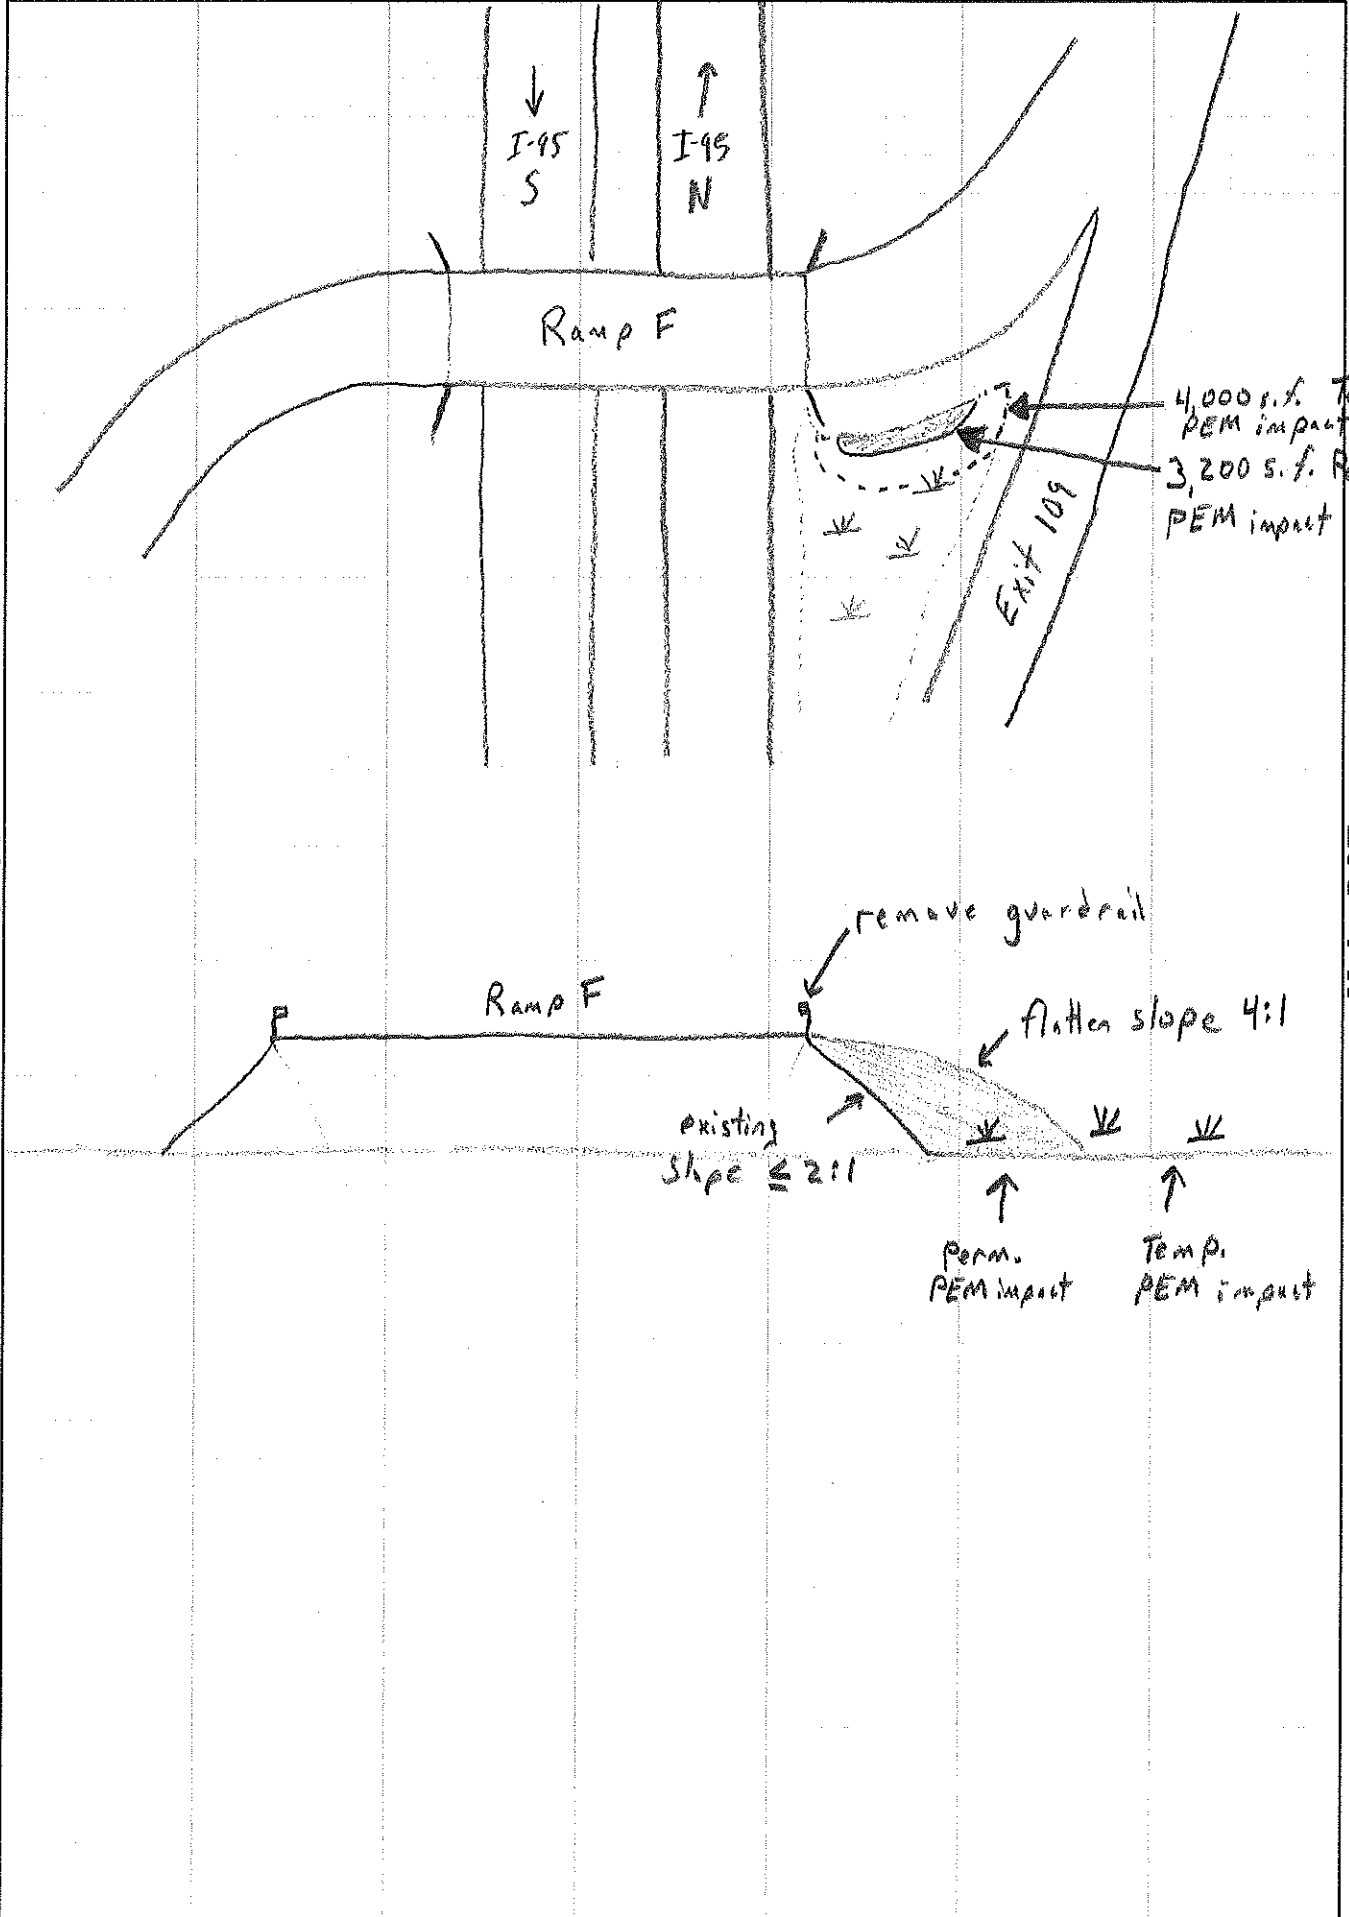 I-95
S
I-95
N
Ramp F
4,000 s.f. T
PEM impact
3,200 s.f. P
PEM impact
Exit 109
remove guardrail
Ramp F
flatten slope 4:1
existing
slope ≤ 2:1
Perm.
PEM impact
Temp.
PEM impact